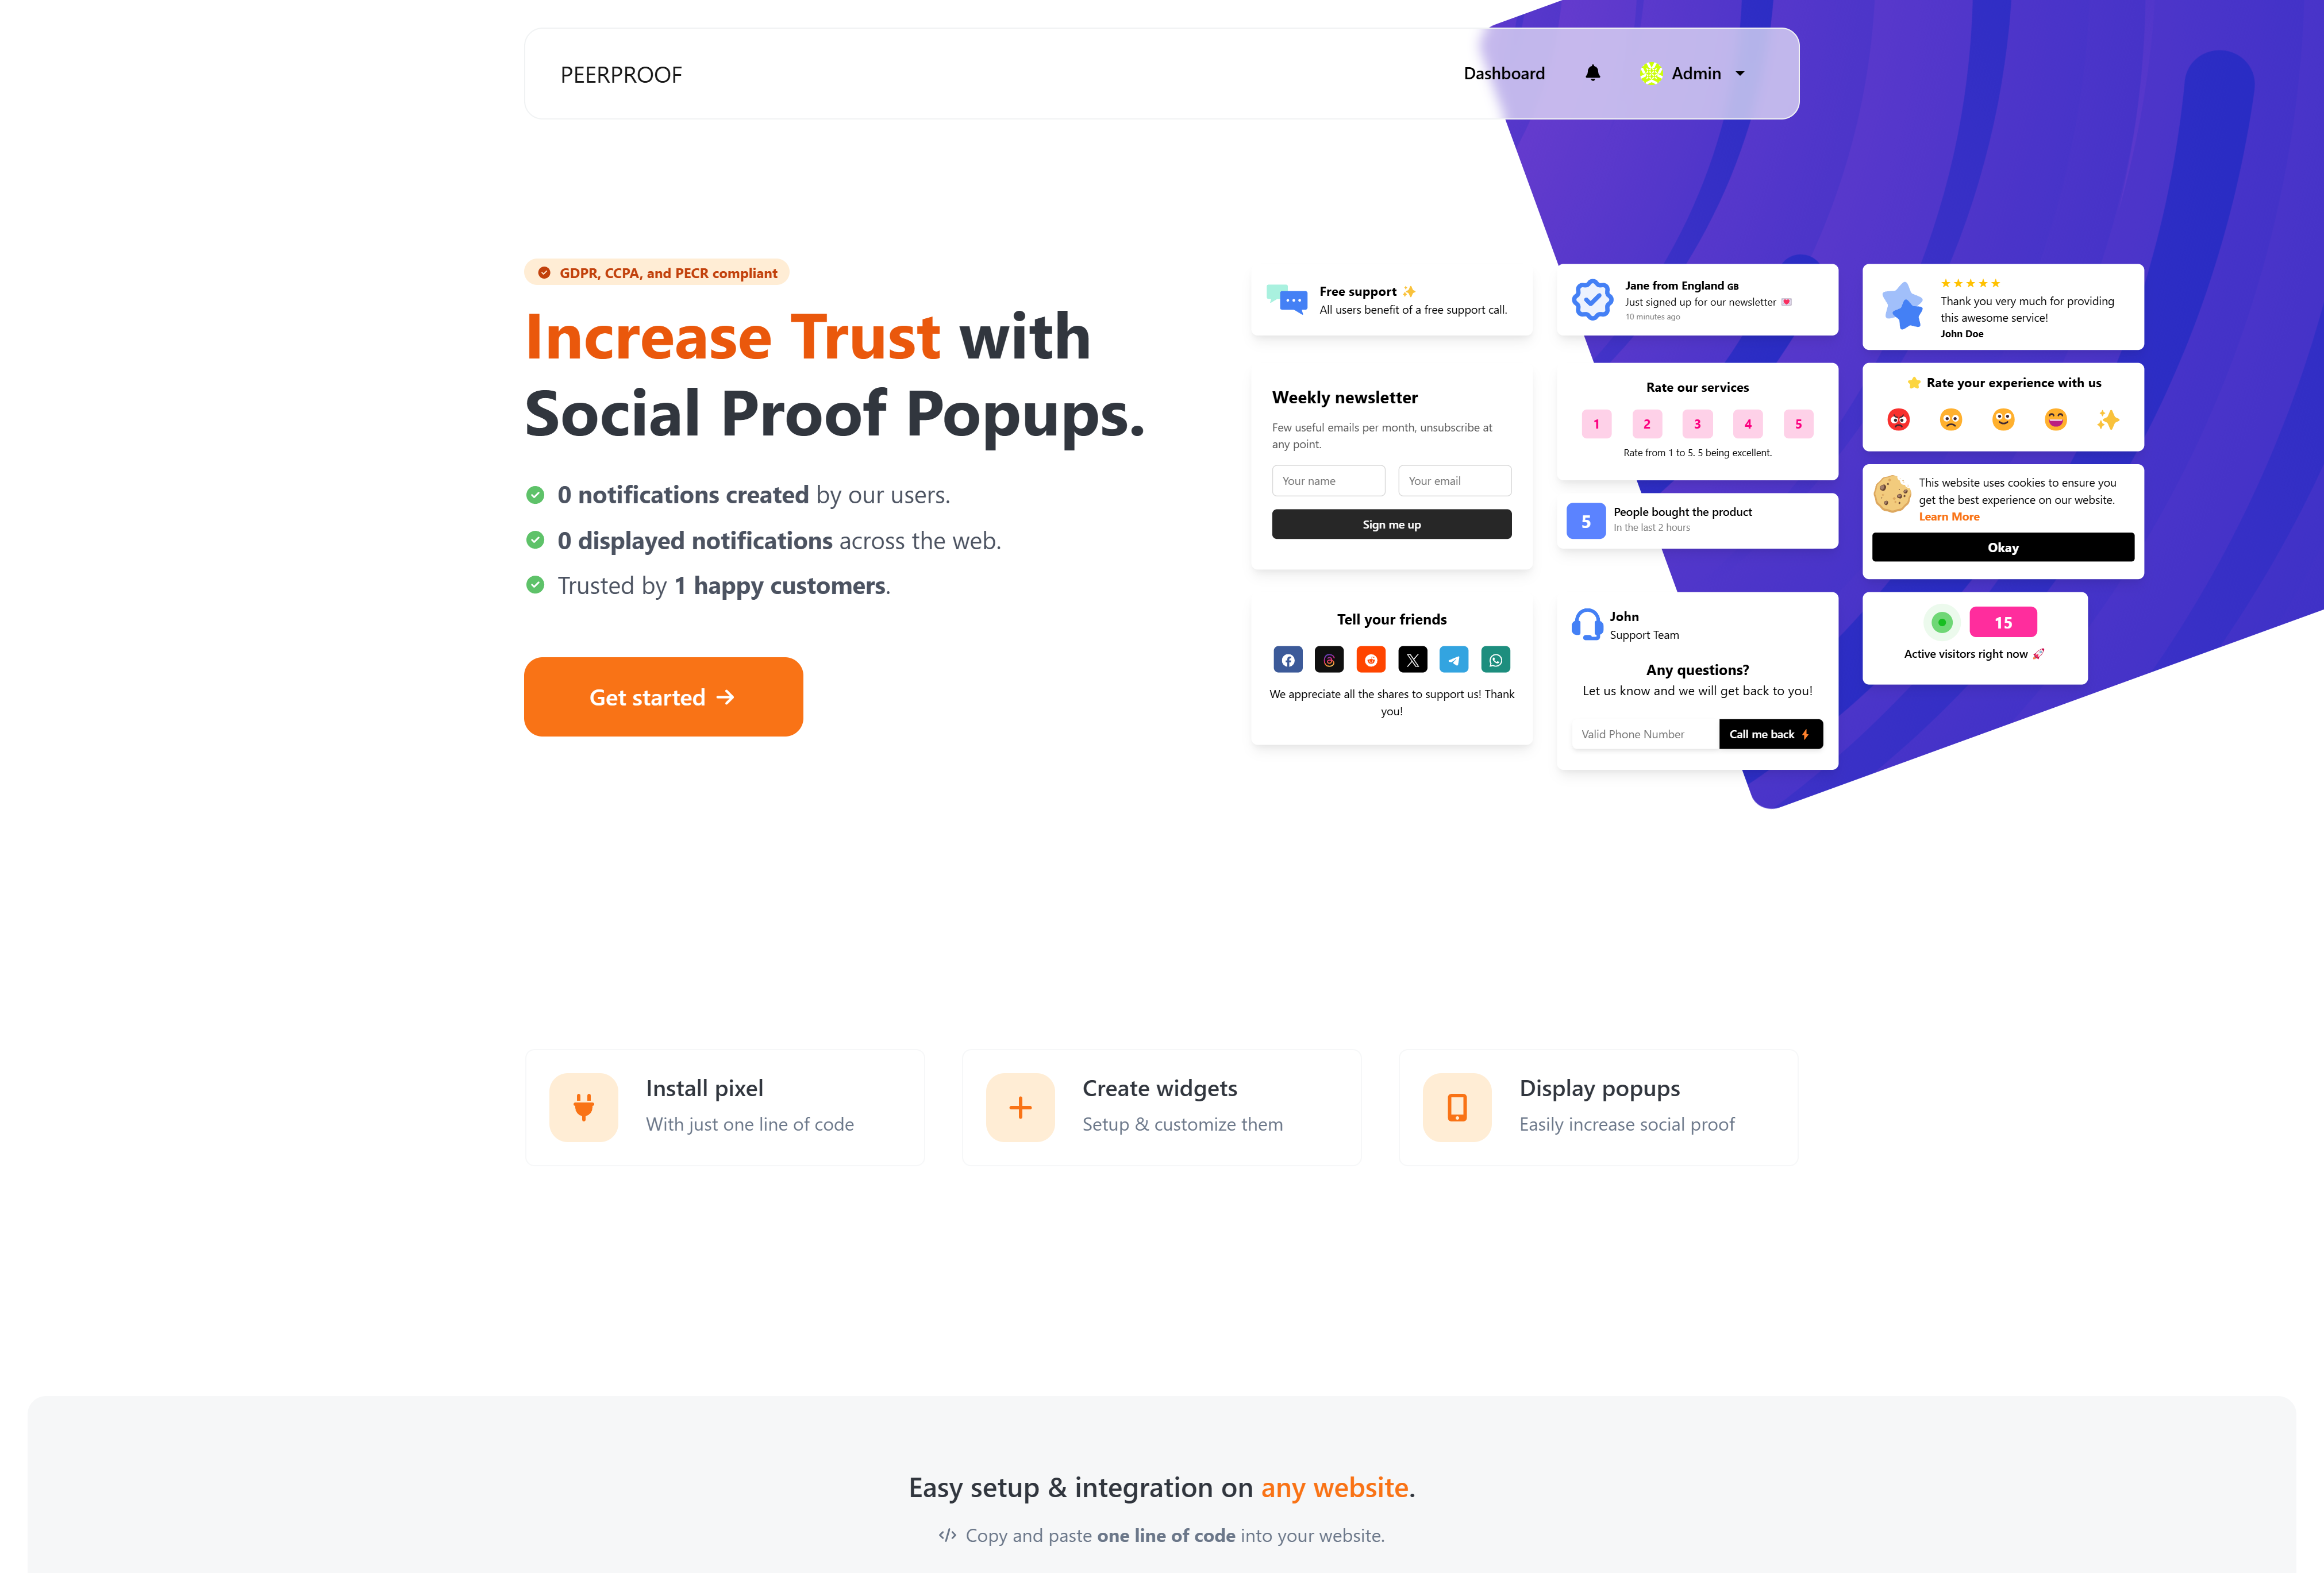 PEERPROOF
Dashboard
Admin
GDPR, CCPA, and PECR compliant
Increase Trust with
Social Proof Popups.
0 notifications created by our users.
0 displayed notifications across the web.
Trusted by 1 happy customers.
Get started →
Free support ✨
All users benefit of a free support call.
Weekly newsletter
Few useful emails per month, unsubscribe at
any point.
Your name
Your email
Sign me up
Tell your friends
We appreciate all the shares to support us! Thank
you!
Jane from England GB
Just signed up for our newsletter 💌
10 minutes ago
Rate our services
1 2 3 4 5
Rate from 1 to 5. 5 being excellent.
5
People bought the product
In the last 2 hours
John
Support Team
Any questions?
Let us know and we will get back to you!
Valid Phone Number
Call me back
★★★★★
Thank you very much for providing
this awesome service!
John Doe
⭐ Rate your experience with us
This website uses cookies to ensure you
get the best experience on our website.
Learn More
Okay
15
Active visitors right now 🚀
Install pixel
With just one line of code
Create widgets
Setup & customize them
Display popups
Easily increase social proof
Easy setup & integration on any website.
</> Copy and paste one line of code into your website.